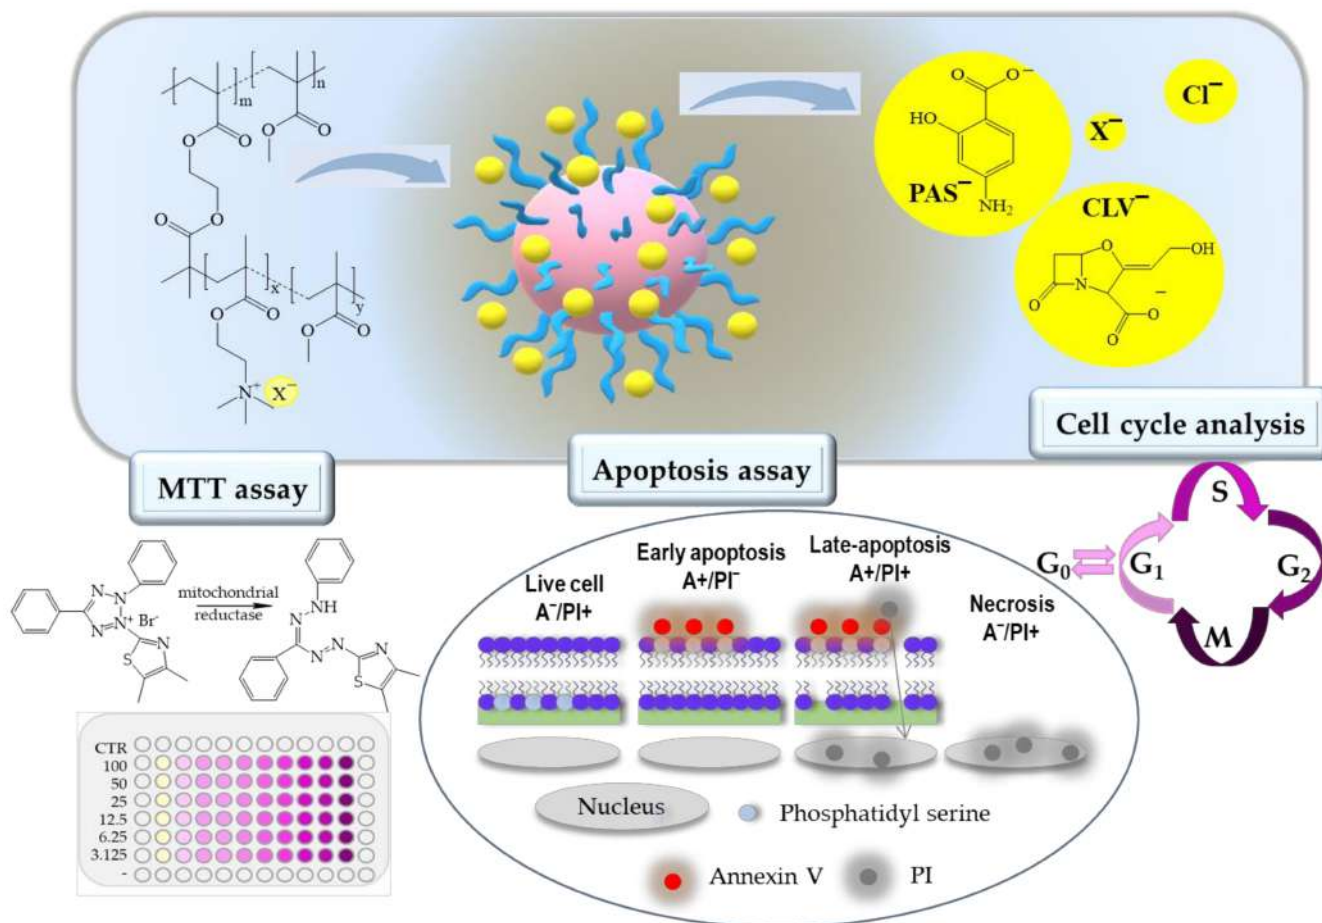 m
n
O
O
O
O
O
O
O
O
x
y
O
O
O
O
N⁺
X⁻
O
O⁻
HO
PAS⁻
NH₂
X⁻
Cl⁻
CLV⁻
O
OH
N
O
O
O
⁻
Cell cycle analysis
Apoptosis assay
MTT assay
S
G₀
G₁
G₂
M
N
N
N
N⁺
Br⁻
N
S
mitochondrial
reductase
N
NH
N
N
N
S
CTR
100
50
25
12.5
6.25
3.125
-
Live cell
A⁻/PI+
Early apoptosis
A+/PI⁻
Late-apoptosis
A+/PI+
Necrosis
A⁻/PI+
Nucleus
Phosphatidyl serine
Annexin V
PI